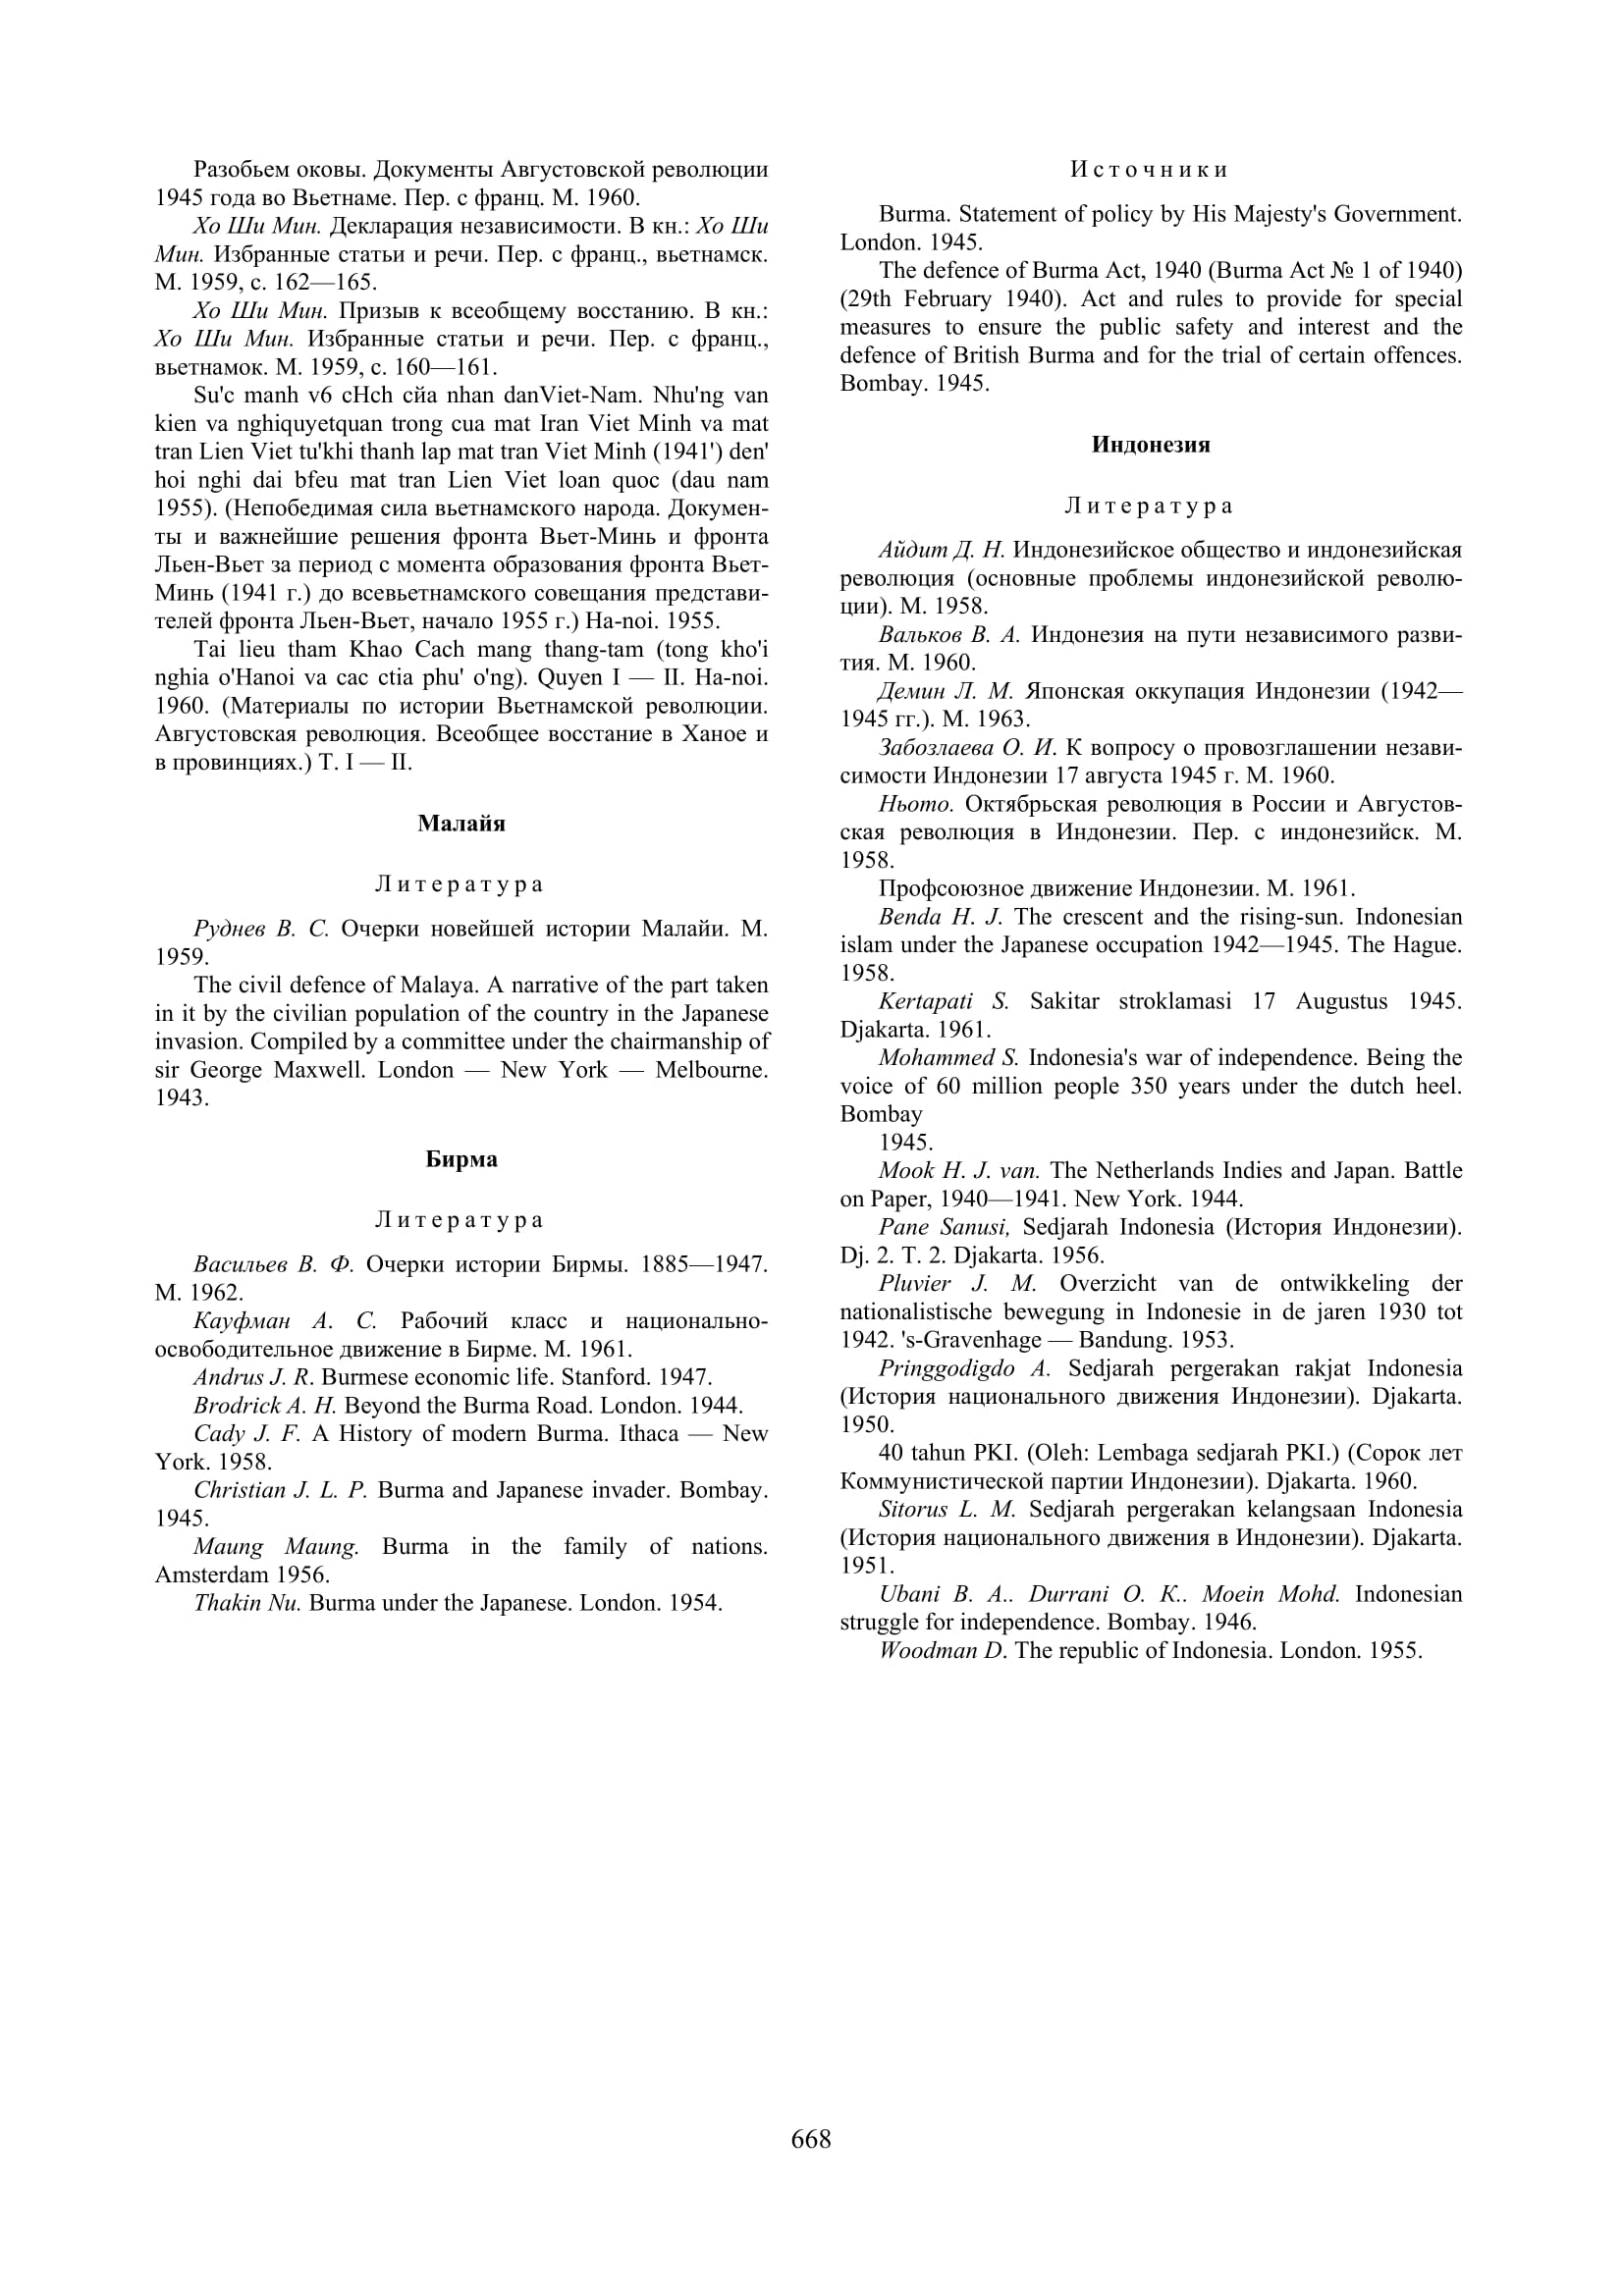 Разобьем оковы. Документы Августовской революции
1945 года во Вьетнаме. Пер. с франц. М. 1960.
Хо Ши Мин. Декларация независимости. В кн.: Хо Ши
Мин. Избранные статьи и речи. Пер. с франц., вьетнамск.
М. 1959, с. 162—165.
Хо Ши Мин. Призыв к всеобщему восстанию. В кн.:
Хо Ши Мин. Избранные статьи и речи. Пер. с франц.,
вьетнамок. М. 1959, с. 160—161.
Su'c manh v6 cHch сйa nhan danViet-Nam. Nhu'ng van
kien va nghiquyetquan trong cua mat Iran Viet Minh va mat
tran Lien Viet tu'khi thanh lap mat tran Viet Minh (1941') den'
hoi nghi dai bfeu mat tran Lien Viet loan quoc (dau nam
1955). (Непобедимая сила вьетнамского народа. Докумен-
ты и важнейшие решения фронта Вьет-Минь и фронта
Льен-Вьет за период с момента образования фронта Вьет-
Минь (1941 г.) до всевьетнамского совещания представи-
телей фронта Льен-Вьет, начало 1955 г.) Ha-noi. 1955.
Tai lieu tham Khao Cach mang thang-tam (tong kho'i
nghia o'Hanoi va cac ctia phu' o'ng). Quyen I — II. Ha-noi.
1960. (Материалы по истории Вьетнамской революции.
Августовская революция. Всеобщее восстание в Ханое и
в провинциях.) Т. I — II.
Малайя
Литература
Руднев В. С. Очерки новейшей истории Малайи. М.
1959.
The civil defence of Malaya. A narrative of the part taken
in it by the civilian population of the country in the Japanese
invasion. Compiled by a committee under the chairmanship of
sir George Maxwell. London — New York — Melbourne.
1943.
Бирма
Литература
Васильев В. Ф. Очерки истории Бирмы. 1885—1947.
М. 1962.
Кауфман А. С. Рабочий класс и национально-
освободительное движение в Бирме. М. 1961.
Andrus J. R. Burmese economic life. Stanford. 1947.
Brodrick A. H. Beyond the Burma Road. London. 1944.
Cady J. F. A History of modern Burma. Ithaca — New
York. 1958.
Christian J. L. P. Burma and Japanese invader. Bombay.
1945.
Maung Maung. Burma in the family of nations.
Amsterdam 1956.
Thakin Nu. Burma under the Japanese. London. 1954.
Источники
Burma. Statement of policy by His Majesty's Government.
London. 1945.
The defence of Burma Act, 1940 (Burma Act № 1 of 1940)
(29th February 1940). Act and rules to provide for special
measures to ensure the public safety and interest and the
defence of British Burma and for the trial of certain offences.
Bombay. 1945.
Индонезия
Литература
Айдит Д. Н. Индонезийское общество и индонезийская
революция (основные проблемы индонезийской револю-
ции). М. 1958.
Вальков В. А. Индонезия на пути независимого разви-
тия. М. 1960.
Демин Л. М. Японская оккупация Индонезии (1942—
1945 гг.). М. 1963.
Забозлаева О. И. К вопросу о провозглашении незави-
симости Индонезии 17 августа 1945 г. М. 1960.
Ньото. Октябрьская революция в России и Августов-
ская революция в Индонезии. Пер. с индонезийск. М.
1958.
Профсоюзное движение Индонезии. М. 1961.
Benda H. J. The crescent and the rising-sun. Indonesian
islam under the Japanese occupation 1942—1945. The Hague.
1958.
Kertapati S. Sakitar stroklamasi 17 Augustus 1945.
Djakarta. 1961.
Mohammed S. Indonesia's war of independence. Being the
voice of 60 million people 350 years under the dutch heel.
Bombay
1945.
Mook H. J. van. The Netherlands Indies and Japan. Battle
on Paper, 1940—1941. New York. 1944.
Pane Sanusi, Sedjarah Indonesia (История Индонезии).
Dj. 2. T. 2. Djakarta. 1956.
Pluvier J. M. Overzicht van de ontwikkeling der
nationalistische bewegung in Indonesie in de jaren 1930 tot
1942. 's-Gravenhage — Bandung. 1953.
Pringgodigdo A. Sedjarah pergerakan rakjat Indonesia
(История национального движения Индонезии). Djakarta.
1950.
40 tahun PKI. (Oleh: Lembaga sedjarah PKI.) (Сорок лет
Коммунистической партии Индонезии). Djakarta. 1960.
Sitorus L. M. Sedjarah pergerakan kelangsaan Indonesia
(История национального движения в Индонезии). Djakarta.
1951.
Ubani B. A.. Durrani O. K.. Moein Mohd. Indonesian
struggle for independence. Bombay. 1946.
Woodman D. The republic of Indonesia. London. 1955.
668